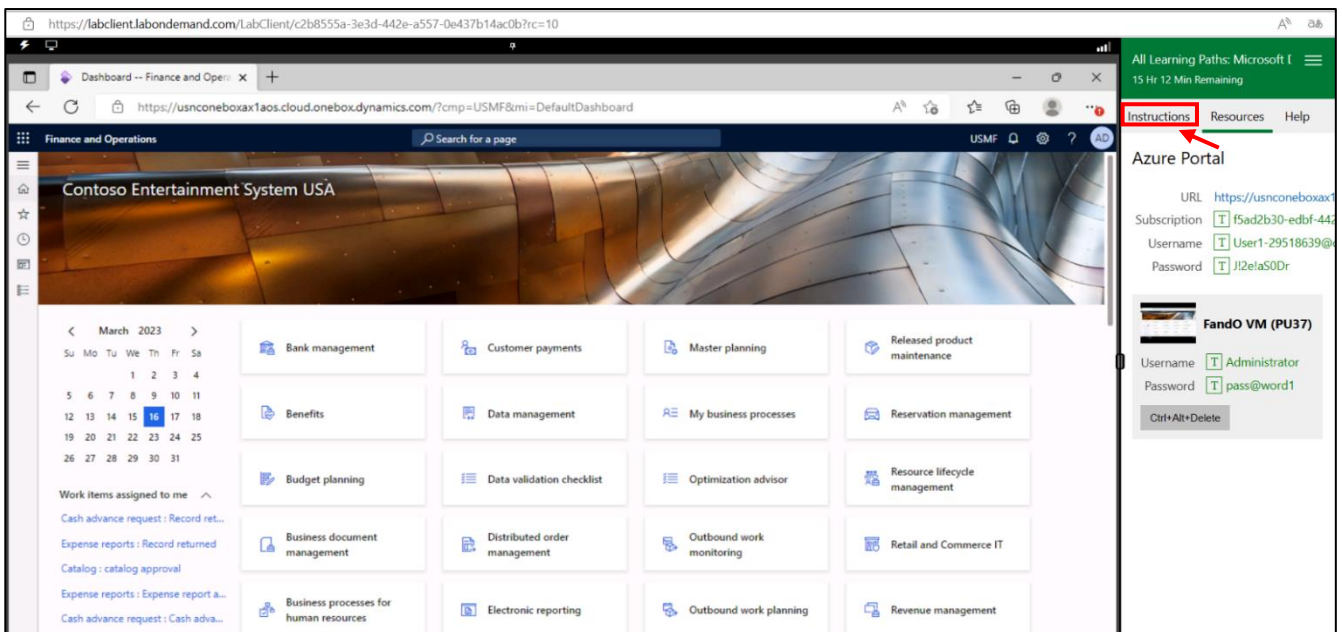 https://labclient.labondemand.com/LabClient/c2b8555a-3e3d-442e-a557-0e437b14ac0b?rc=10
Dashboard -- Finance and Opera
https://usnconeboxax1aos.cloud.onebox.dynamics.com/?cmp=USMF&mi=DefaultDashboard
Finance and Operations
Search for a page
USMF
?
AD
Contoso Entertainment System USA
March 2023
Su Mo Tu We Th Fr Sa
1 2 3 4
5 6 7 8 9 10 11
12 13 14 15 16 17 18
19 20 21 22 23 24 25
26 27 28 29 30 31
Work items assigned to me
Cash advance request : Record ret...
Expense reports : Record returned
Catalog : catalog approval
Expense reports : Expense report a...
Cash advance request : Cash adva...
Bank management
Customer payments
Master planning
Released product
maintenance
Benefits
Data management
My business processes
Reservation management
Budget planning
Data validation checklist
Optimization advisor
Resource lifecycle
management
Business document
management
Distributed order
management
Outbound work
monitoring
Retail and Commerce IT
Business processes for
human resources
Electronic reporting
Outbound work planning
Revenue management
All Learning Paths: Microsoft
15 Hr 12 Min Remaining
Instructions Resources Help
Azure Portal
URL https://usnconeboxax1
Subscription T f5ad2b30-edbf-442
Username T User1-29518639@
Password T
FandO VM (PU37)
Username T Administrator
Password T pass@word1
Ctrl+Alt+Delete